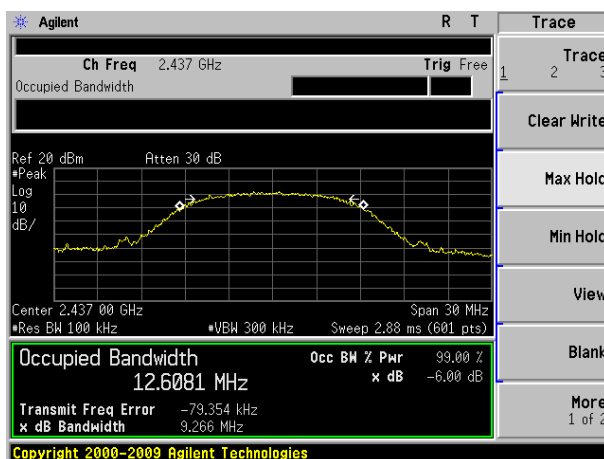 Agilent R T Trace
Ch Freq 2.437 GHz Trig Free
Occupied Bandwidth
Trace
1 2 3
Clear Write
Max Hold
Min Hold
View
Blank
More
1 of 2
Ref 20 dBm Atten 30 dB
#Peak
Log
10
dB/
Center 2.437 00 GHz Span 30 MHz
#Res BW 100 kHz #VBW 300 kHz Sweep 2.88 ms (601 pts)
Occupied Bandwidth Occ BW % Pwr 99.00 %
12.6081 MHz x dB -6.00 dB
Transmit Freq Error -79.354 kHz
x dB Bandwidth 9.266 MHz
Copyright 2000-2009 Agilent Technologies